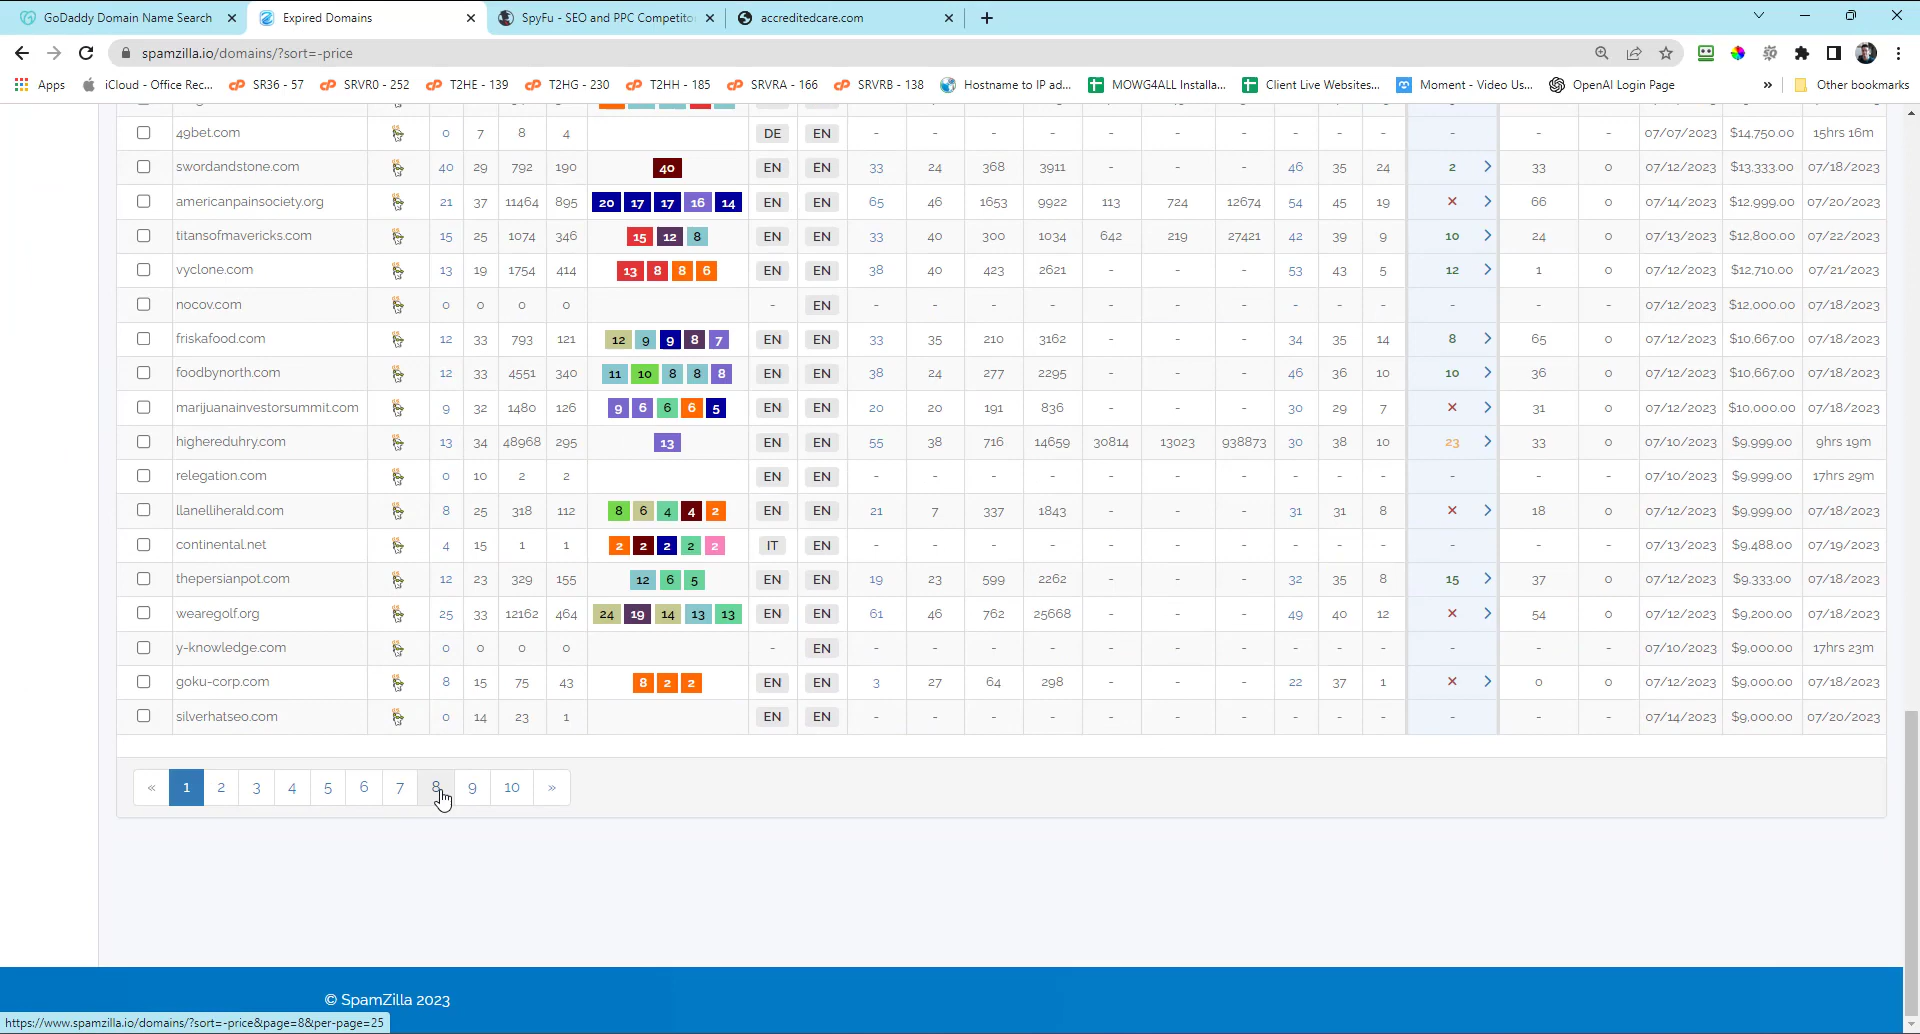 GoDaddy Domain Name Search
Expired Domains
SpyFu - SEO and PPC Competito
accreditedcare.com
spamzilla.io/domains/?sort=-price
Apps
iCloud - Office Rec...
SR36 - 57
SRVR0 - 252
T2HE - 139
T2HG - 230
T2HH - 185
SRVRA - 166
SRVRB - 138
Hostname to IP ad...
MOWG4ALL Installa...
Client Live Websites...
Moment - Video Us...
OpenAI Login Page
»
Other bookmarks
49bet.com 0 7 8 4 DE EN - - - - - - - - - - - - - 07/07/2023 $14,750.00 15hrs 16m
swordandstone.com 40 29 792 190 40 EN EN 33 24 368 3911 - - - 46 35 24 2 33 0 07/12/2023 $13,333.00 07/18/2023
americanpainsociety.org 21 37 11464 895 20 17 17 16 14 EN EN 65 46 1653 9922 113 724 12674 54 45 19 × 66 0 07/14/2023 $12,999.00 07/20/2023
titansofmavericks.com 15 25 1074 346 15 12 8 EN EN 33 40 300 1034 642 219 27421 42 39 9 10 24 0 07/13/2023 $12,800.00 07/22/2023
vyclone.com 13 19 1754 414 13 8 8 6 EN EN 38 40 423 2621 - - - 53 43 5 12 1 0 07/12/2023 $12,710.00 07/21/2023
nocov.com 0 0 0 0 - EN - - - - - - - - - - - - - 07/12/2023 $12,000.00 07/18/2023
friskafood.com 12 33 793 121 12 9 9 8 7 EN EN 33 35 210 3162 - - - 34 35 14 8 65 0 07/12/2023 $10,667.00 07/18/2023
foodbynorth.com 12 33 4551 340 11 10 8 8 8 EN EN 38 24 277 2295 - - - 46 36 10 10 36 0 07/12/2023 $10,667.00 07/18/2023
marijuanainvestorsummit.com 9 32 1480 126 9 6 6 6 5 EN EN 20 20 191 836 - - - 30 29 7 × 31 0 07/12/2023 $10,000.00 07/18/2023
highereduhry.com 13 34 48968 295 13 EN EN 55 38 716 14659 30814 13023 938873 30 38 10 23 33 0 07/10/2023 $9,999.00 9hrs 19m
relegation.com 0 10 2 2 EN EN - - - - - - - - - - - - - 07/10/2023 $9,999.00 17hrs 29m
llanelliherald.com 8 25 318 112 8 6 4 4 2 EN EN 21 7 337 1843 - - - 31 31 8 × 18 0 07/12/2023 $9,999.00 07/18/2023
continental.net 4 15 1 1 2 2 2 2 2 IT EN - - - - - - - - - - - - - 07/13/2023 $9,488.00 07/19/2023
thepersianpot.com 12 23 329 155 12 6 5 EN EN 19 23 599 2262 - - - 32 35 8 15 37 0 07/12/2023 $9,333.00 07/18/2023
wearegolf.org 25 33 12162 464 24 19 14 13 13 EN EN 61 46 762 25668 - - - 49 40 12 × 54 0 07/12/2023 $9,200.00 07/18/2023
y-knowledge.com 0 0 0 0 - EN - - - - - - - - - - - - - 07/10/2023 $9,000.00 17hrs 23m
goku-corp.com 8 15 75 43 8 2 2 EN EN 3 27 64 298 - - - 22 37 1 × 0 0 07/12/2023 $9,000.00 07/18/2023
silverhatseo.com 0 14 23 1 EN EN - - - - - - - - - - - - - 07/14/2023 $9,000.00 07/20/2023
« 1 2 3 4 5 6 7 8 9 10 »
© SpamZilla 2023
https://www.spamzilla.io/domains/?sort=-price&page=8&per-page=25